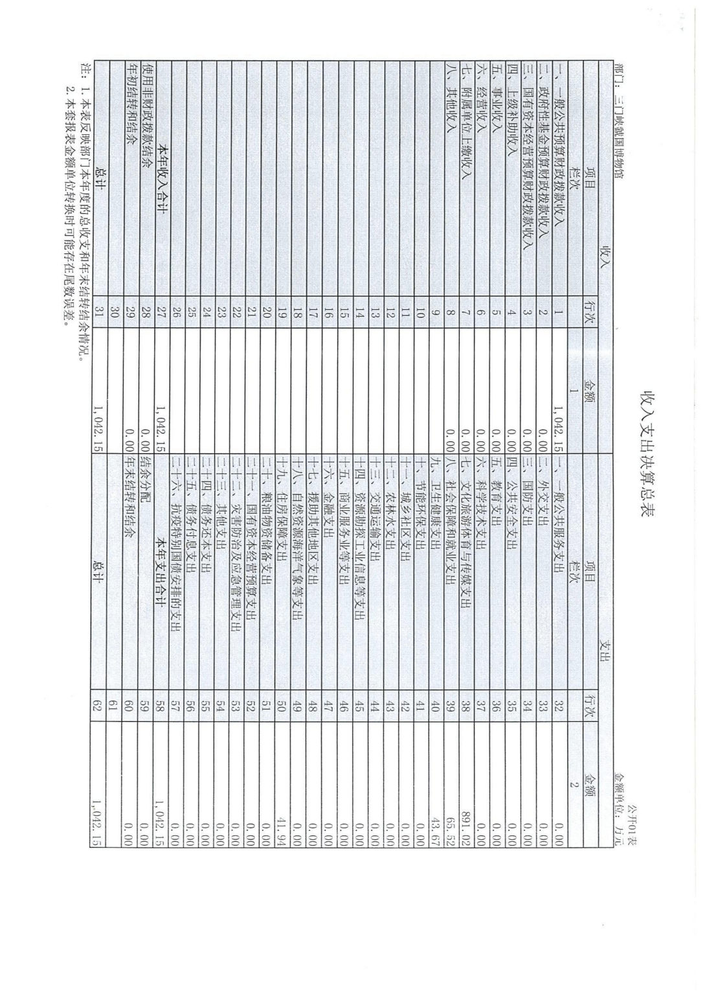 收入支出决算总表
公开01表
部门：三门峡虢国博物馆 金额单位：万元
收入 支出
项目 行次 金额 项目 行次 金额
栏次 1 栏次 2
一、一般公共预算财政拨款收入 1 1,042.15 一、一般公共服务支出 32 0.00
二、政府性基金预算财政拨款收入 2 0.00 二、外交支出 33 0.00
三、国有资本经营预算财政拨款收入 3 0.00 三、国防支出 34 0.00
四、上级补助收入 4 0.00 四、公共安全支出 35 0.00
五、事业收入 5 0.00 五、教育支出 36 0.00
六、经营收入 6 0.00 六、科学技术支出 37 0.00
七、附属单位上缴收入 7 0.00 七、文化旅游体育与传媒支出 38 891.02
八、其他收入 8 0.00 八、社会保障和就业支出 39 65.52
9 九、卫生健康支出 40 43.67
10 十、节能环保支出 41 0.00
11 十一、城乡社区支出 42 0.00
12 十二、农林水支出 43 0.00
13 十三、交通运输支出 44 0.00
14 十四、资源勘探工业信息等支出 45 0.00
15 十五、商业服务业等支出 46 0.00
16 十六、金融支出 47 0.00
17 十七、援助其他地区支出 48 0.00
18 十八、自然资源海洋气象等支出 49 0.00
19 十九、住房保障支出 50 41.94
20 二十、粮油物资储备支出 51 0.00
21 二十一、国有资本经营预算支出 52 0.00
22 二十二、灾害防治及应急管理支出 53 0.00
23 二十三、其他支出 54 0.00
24 二十四、债务还本支出 55 0.00
25 二十五、债务付息支出 56 0.00
26 二十六、抗疫特别国债安排的支出 57 0.00
本年收入合计 27 1,042.15 本年支出合计 58 1,042.15
使用非财政拨款结余 28 0.00 结余分配 59 0.00
年初结转和结余 29 0.00 年末结转和结余 60 0.00
30 61
总计 31 1,042.15 总计 62 1,042.15
注：1. 本表反映部门本年度的总收支和年末结转结余情况。
2. 本套报表金额单位转换时可能存在尾数误差。